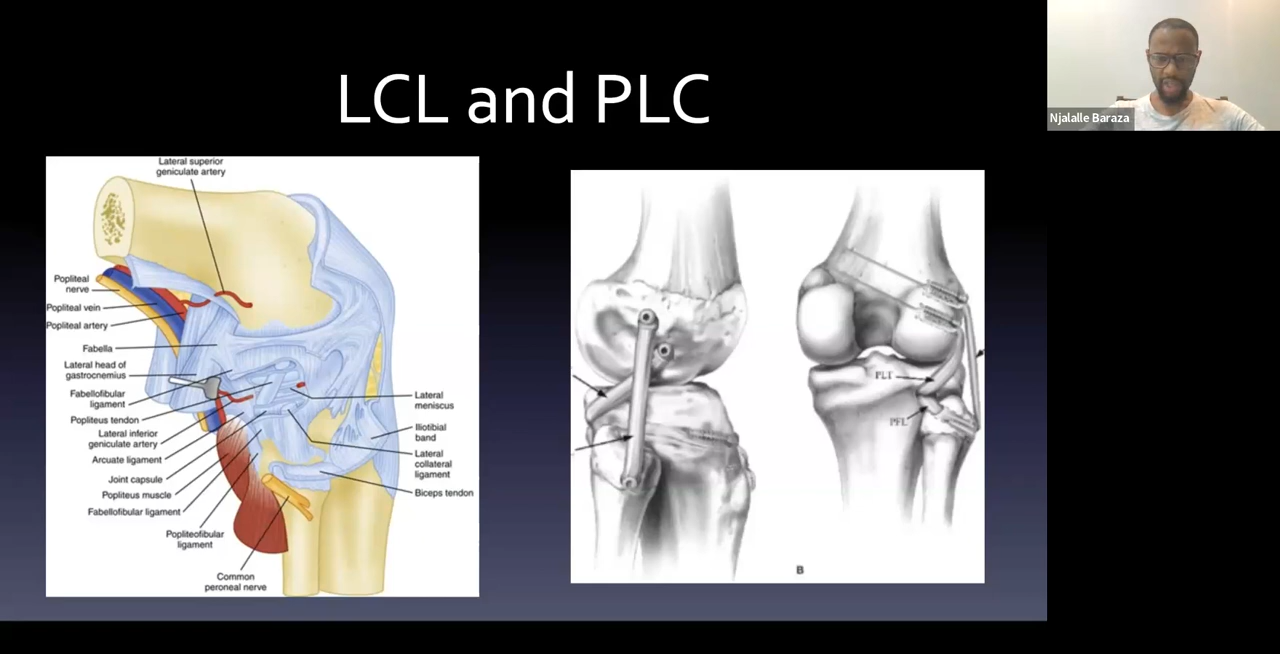 LCL and PLC
Njalalle Baraza
Lateral superior
geniculate artery
Popliteal
nerve
Popliteal vein
Popliteal artery
Fabella
Lateral head of
gastrocnemius
Fabellofibular
ligament
Popliteus tendon
Lateral inferior
geniculate artery
Arcuate ligament
Joint capsule
Popliteus muscle
Fabellofibular ligament
Popliteofibular
ligament
Common
peroneal nerve
Lateral
meniscus
Iliotibial
band
Lateral
collateral
ligament
Biceps tendon
PLT
PFL
B